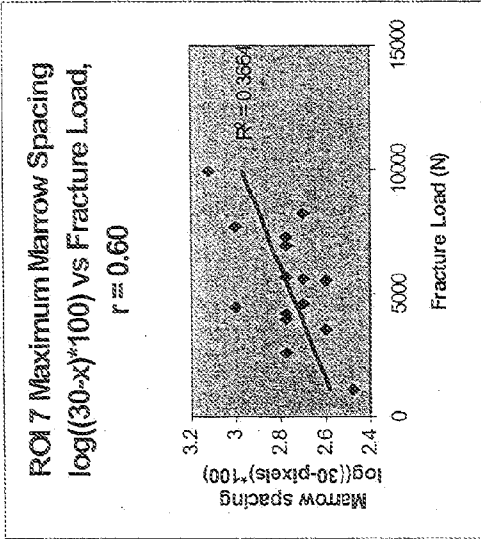 ROI 7 Maximum Marrow Spacing
log((30-x)*100) vs Fracture Load,
r = 0.60
Marrow spacing
log((30-pixels)*100)
3.2
3
2.8
2.6
2.4
R² = 0.3664
0
5000
10000
15000
Fracture Load (N)